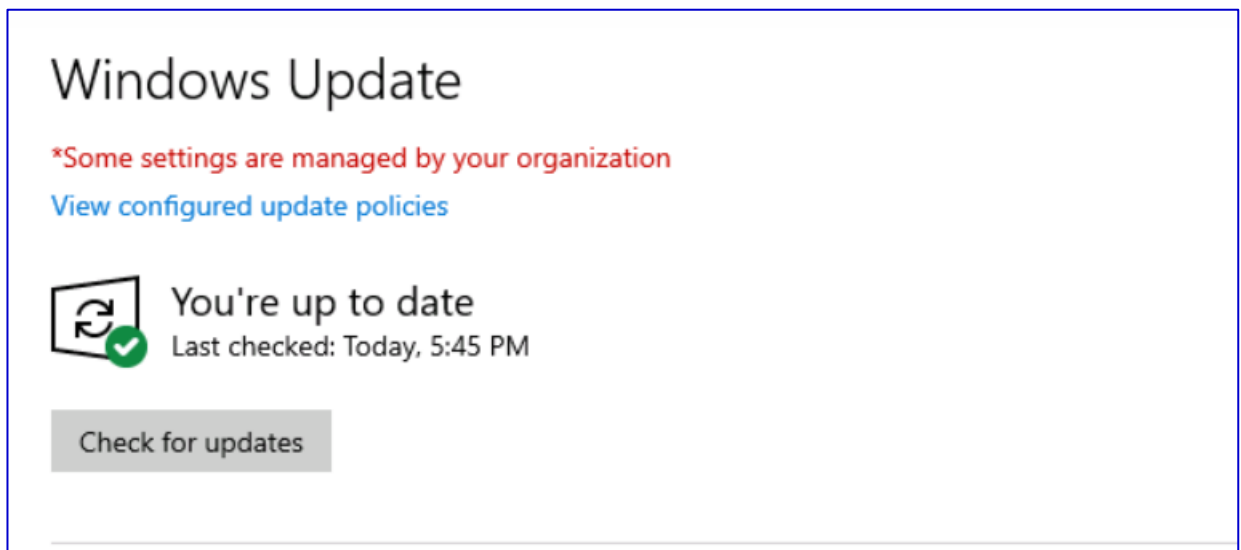 Windows Update
*Some settings are managed by your organization
View configured update policies
You're up to date
Last checked: Today, 5:45 PM
Check for updates